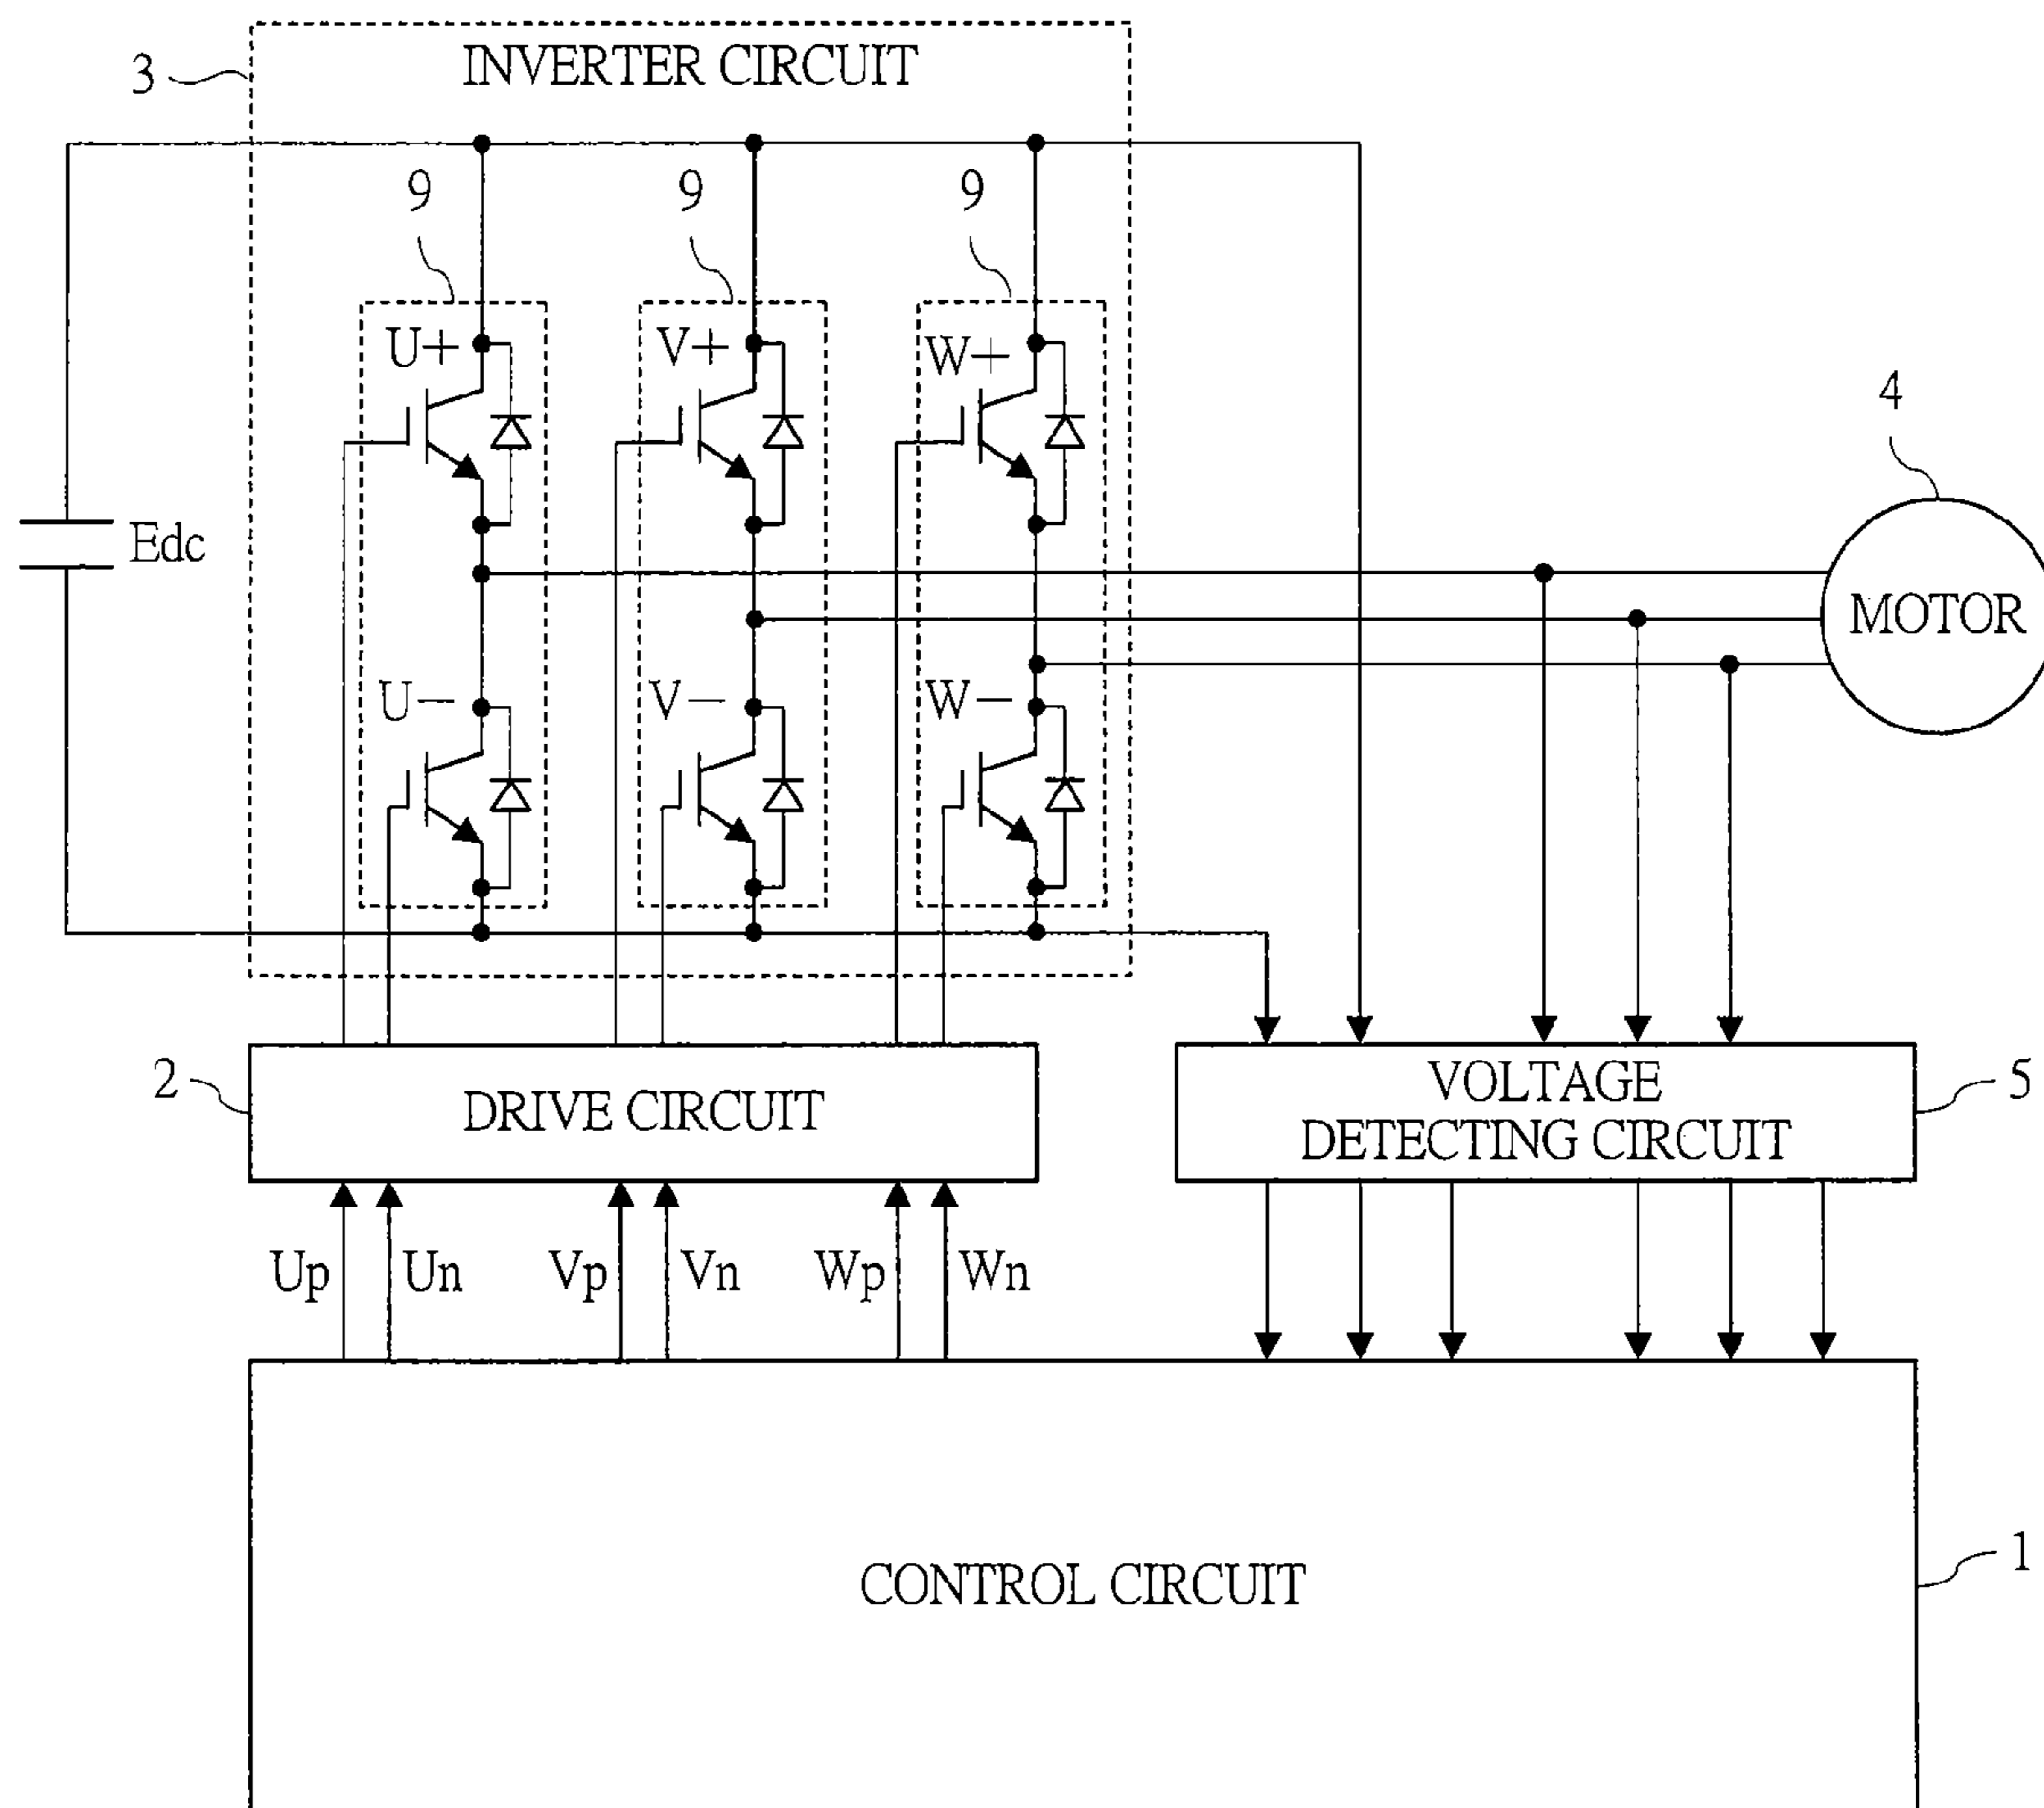 3
INVERTER CIRCUIT
9 9 9
U+ V+ W+
4
Edc
MOTOR
U− V− W−
2
DRIVE CIRCUIT
VOLTAGE
DETECTING CIRCUIT
5
Up Un Vp Vn Wp Wn
CONTROL CIRCUIT
1